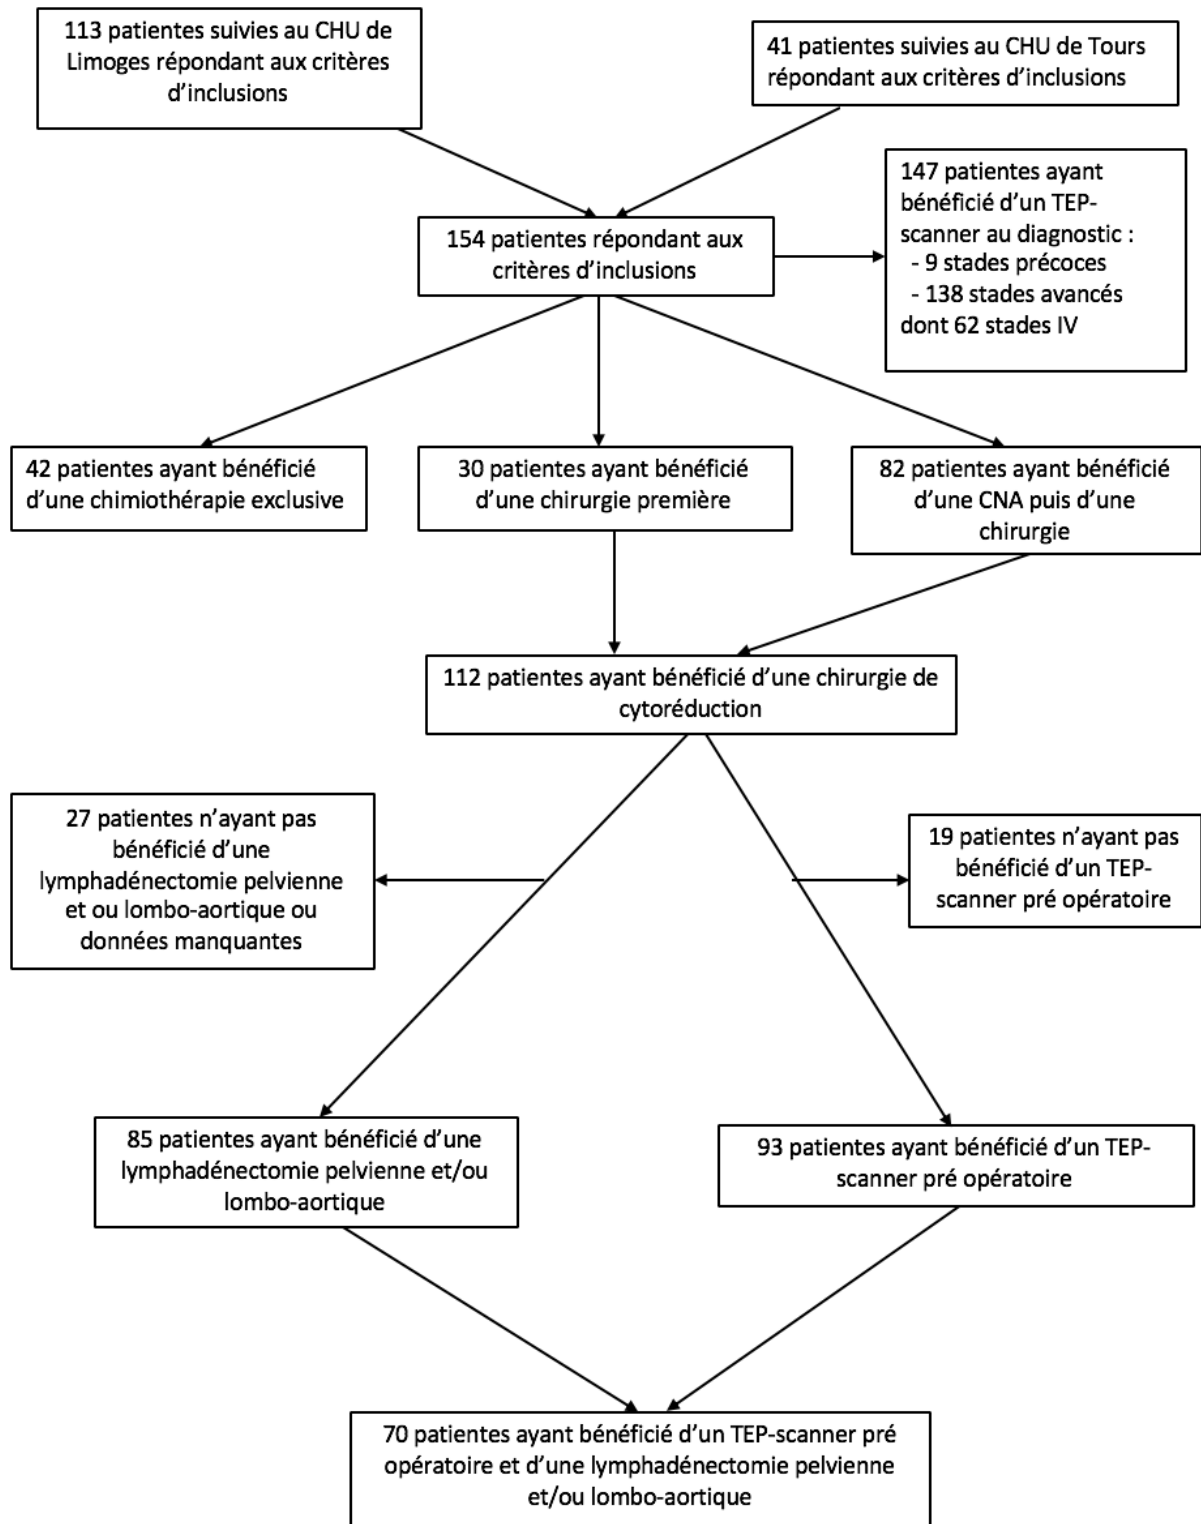 113 patientes suivies au CHU de
Limoges répondant aux critères
d’inclusions
41 patientes suivies au CHU de Tours
répondant aux critères d’inclusions
147 patientes ayant
bénéficié d’un TEP-
scanner au diagnostic :
- 9 stades précoces
- 138 stades avancés
dont 62 stades IV
154 patientes répondant aux
critères d’inclusions
42 patientes ayant bénéficié
d’une chimiothérapie exclusive
30 patientes ayant bénéficié
d’une chirurgie première
82 patientes ayant bénéficié
d’une CNA puis d’une
chirurgie
112 patientes ayant bénéficié d’une chirurgie de
cytoréduction
27 patientes n’ayant pas
bénéficié d’une
lymphadénectomie pelvienne
et ou lombo-aortique ou
données manquantes
19 patientes n’ayant pas
bénéficié d’un TEP-
scanner pré opératoire
85 patientes ayant bénéficié d’une
lymphadénectomie pelvienne et/ou
lombo-aortique
93 patientes ayant bénéficié d’un TEP-
scanner pré opératoire
70 patientes ayant bénéficié d’un TEP-scanner pré
opératoire et d’une lymphadénectomie pelvienne
et/ou lombo-aortique